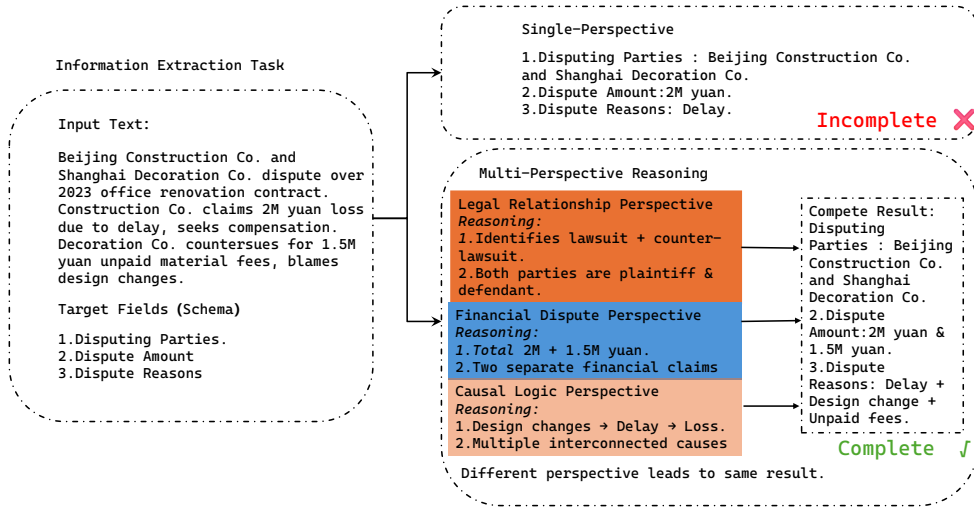 Information Extraction Task
Input Text:
Beijing Construction Co. and
Shanghai Decoration Co. dispute over
2023 office renovation contract.
Construction Co. claims 2M yuan loss
due to delay, seeks compensation.
Decoration Co. countersues for 1.5M
yuan unpaid material fees, blames
design changes.
Target Fields (Schema)
1.Disputing Parties.
2.Dispute Amount
3.Dispute Reasons
Single-Perspective
1.Disputing Parties : Beijing Construction Co.
and Shanghai Decoration Co.
2.Dispute Amount:2M yuan.
3.Dispute Reasons: Delay.
Incomplete ❌
Multi-Perspective Reasoning
Legal Relationship Perspective
Reasoning:
1.Identifies lawsuit + counter-
lawsuit.
2.Both parties are plaintiff &
defendant.
Financial Dispute Perspective
Reasoning:
1.Total 2M + 1.5M yuan.
2.Two separate financial claims
Causal Logic Perspective
Reasoning:
1.Design changes → Delay → Loss.
2.Multiple interconnected causes
Compete Result:
Disputing
Parties : Beijing
Construction Co.
and Shanghai
Decoration Co.
2.Dispute
Amount:2M yuan &
1.5M yuan.
3.Dispute
Reasons: Delay +
Design change +
Unpaid fees.
Complete √
Different perspective leads to same result.